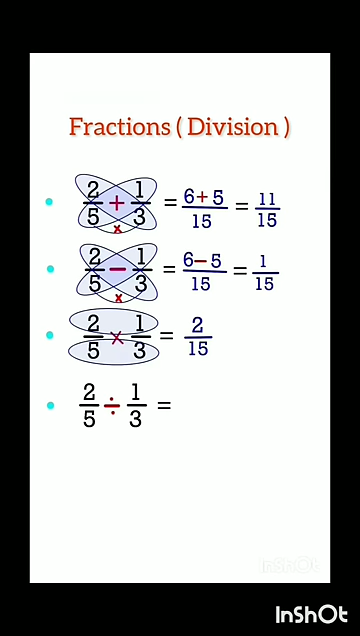 Fractions ( Division )
• 2/5 + 1/3 = 6+5/15 = 11/15
x
• 2/5 − 1/3 = 6−5/15 = 1/15
x
• 2/5 × 1/3 = 2/15
• 2/5 ÷ 1/3 =
InShOt
InShOt